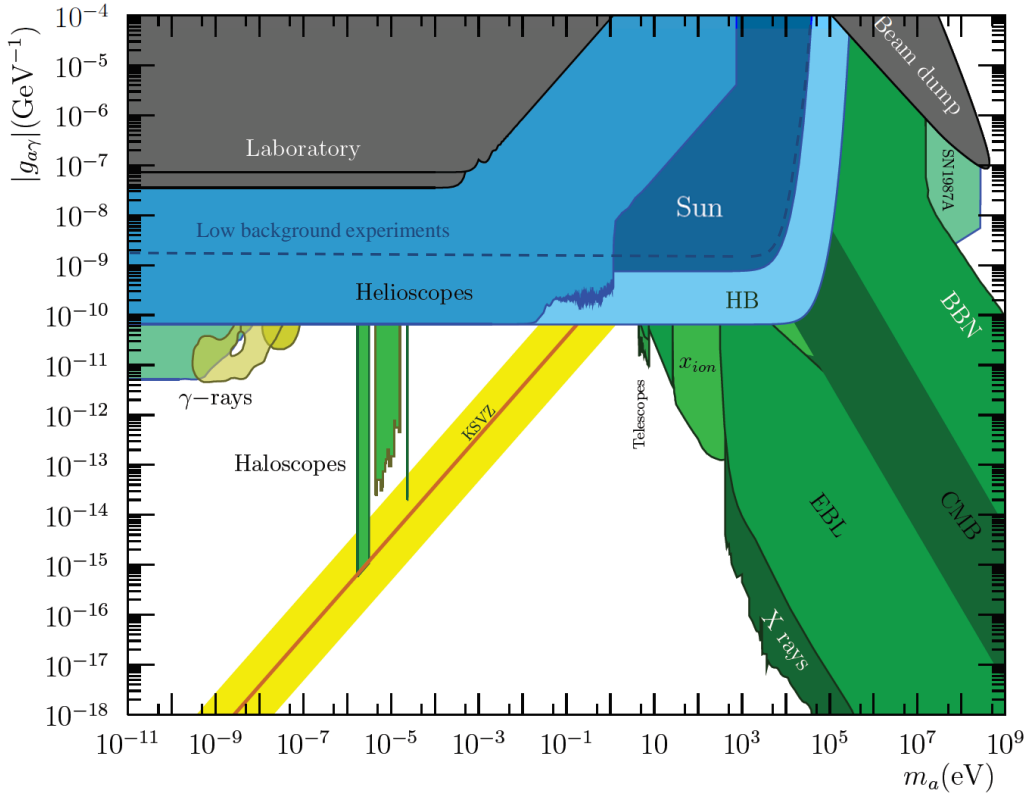 10⁻⁴
10⁻⁵
10⁻⁶
10⁻⁷
10⁻⁸
10⁻⁹
10⁻¹⁰
10⁻¹¹
10⁻¹²
10⁻¹³
10⁻¹⁴
10⁻¹⁵
10⁻¹⁶
10⁻¹⁷
10⁻¹⁸
|g_{aγ}|(GeV⁻¹)
Laboratory
Beam dump
SN1987A
Sun
Low background experiments
Helioscopes
HB
BBN
γ-rays
x_{ion}
Telescopes
KSVZ
Haloscopes
EBL
CMB
X rays
10⁻¹¹ 10⁻⁹ 10⁻⁷ 10⁻⁵ 10⁻³ 10⁻¹ 10 10³ 10⁵ 10⁷ 10⁹
m_a(eV)